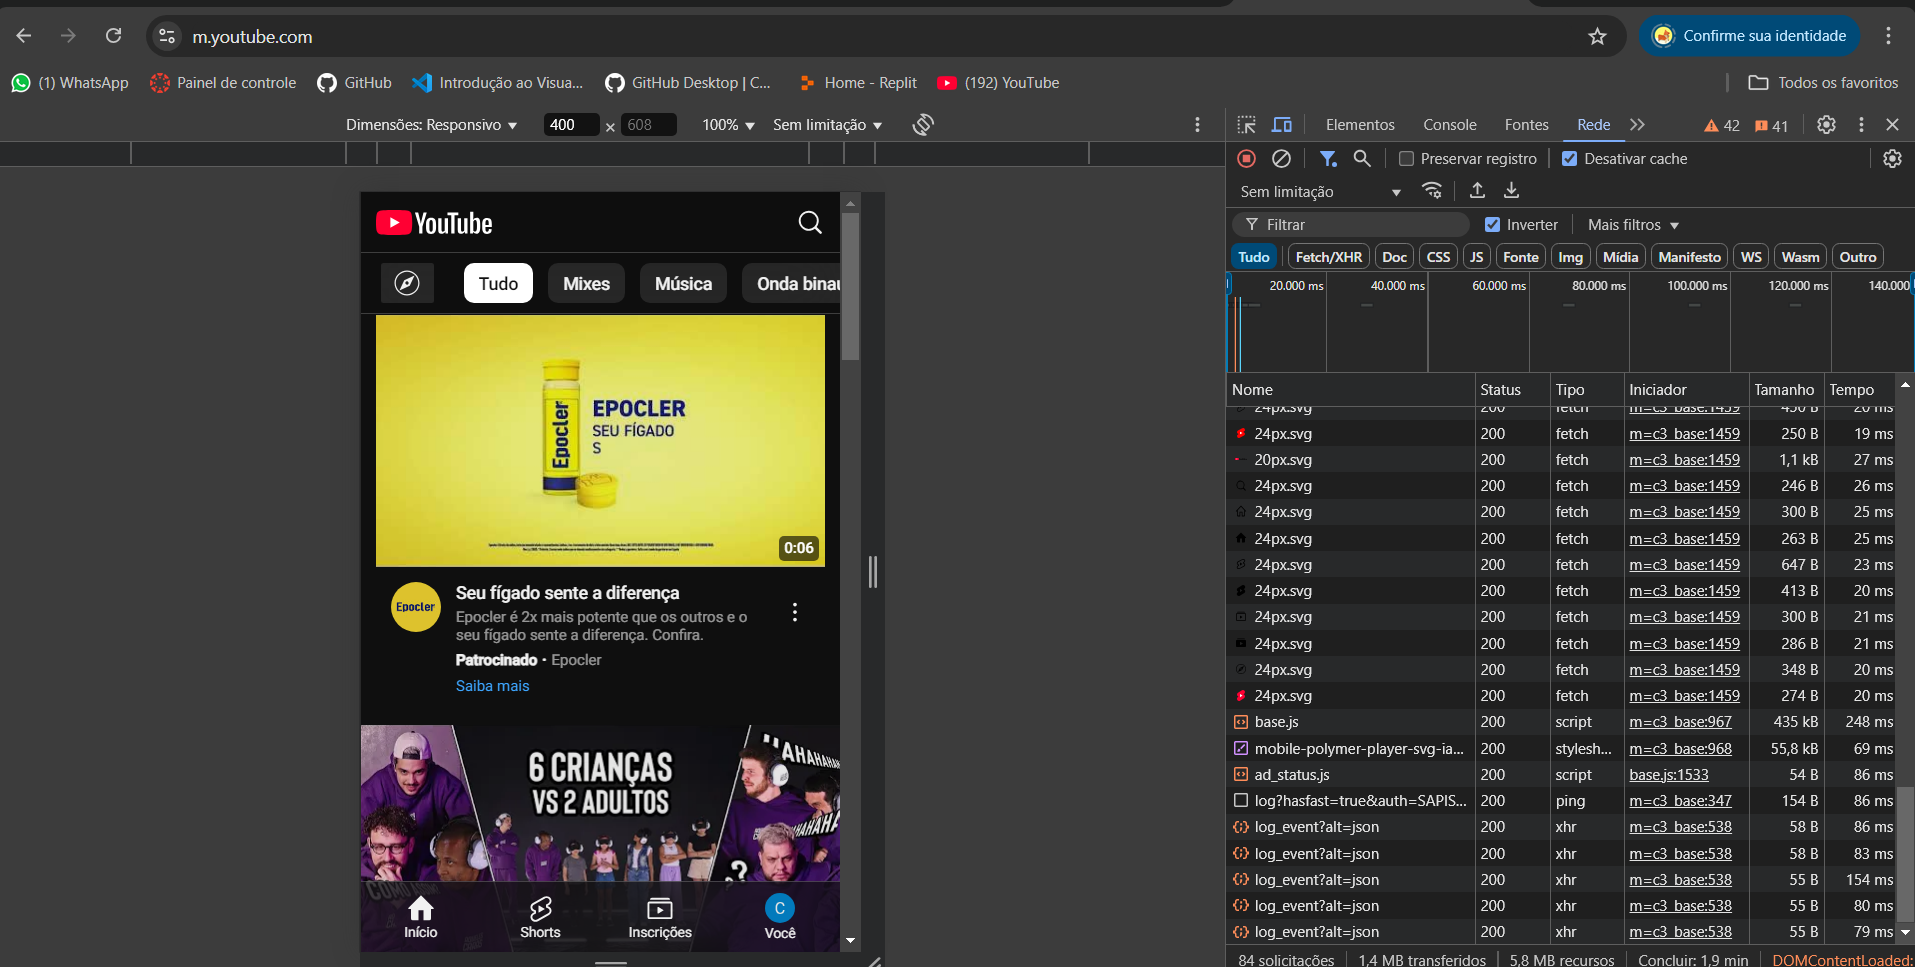 m.youtube.com
Confirme sua identidade
(1) WhatsApp
Painel de controle
GitHub
Introdução ao Visua...
GitHub Desktop | C...
Home - Replit
(192) YouTube
Todos os favoritos
Dimensões: Responsivo
400
x
608
100%
Sem limitação
YouTube
Tudo
Mixes
Música
Onda binau
Epocler
EPOCLER
SEU FÍGADO
S
0:06
Epocler
Seu fígado sente a diferença
Epocler é 2x mais potente que os outros e o
seu fígado sente a diferença. Confira.
Patrocinado • Epocler
Saiba mais
6 CRIANÇAS
VS 2 ADULTOS
HAHAHAH
HAHAHA
?
COMO
Início
Shorts
Inscrições
C
Você
Elementos
Console
Fontes
Rede
42
41
Preservar registro
Desativar cache
Sem limitação
Filtrar
Inverter
Mais filtros
Tudo
Fetch/XHR
Doc
CSS
JS
Fonte
Img
Mídia
Manifesto
WS
Wasm
Outro
20.000 ms
40.000 ms
60.000 ms
80.000 ms
100.000 ms
120.000 ms
140.000
Nome Status Tipo Iniciador Tamanho Tempo
24px.svg 200 fetch m=c3_base:1459 450 B 20 ms
24px.svg 200 fetch m=c3_base:1459 250 B 19 ms
20px.svg 200 fetch m=c3_base:1459 1,1 kB 27 ms
24px.svg 200 fetch m=c3_base:1459 246 B 26 ms
24px.svg 200 fetch m=c3_base:1459 300 B 25 ms
24px.svg 200 fetch m=c3_base:1459 263 B 25 ms
24px.svg 200 fetch m=c3_base:1459 647 B 23 ms
24px.svg 200 fetch m=c3_base:1459 413 B 20 ms
24px.svg 200 fetch m=c3_base:1459 300 B 21 ms
24px.svg 200 fetch m=c3_base:1459 286 B 21 ms
24px.svg 200 fetch m=c3_base:1459 348 B 20 ms
24px.svg 200 fetch m=c3_base:1459 274 B 20 ms
base.js 200 script m=c3_base:967 435 kB 248 ms
mobile-polymer-player-svg-ia... 200 stylesh... m=c3_base:968 55,8 kB 69 ms
ad_status.js 200 script base.js:1533 54 B 86 ms
log?hasfast=true&auth=SAPIS... 200 ping m=c3_base:347 154 B 86 ms
log_event?alt=json 200 xhr m=c3_base:538 58 B 86 ms
log_event?alt=json 200 xhr m=c3_base:538 58 B 83 ms
log_event?alt=json 200 xhr m=c3_base:538 55 B 154 ms
log_event?alt=json 200 xhr m=c3_base:538 55 B 80 ms
log_event?alt=json 200 xhr m=c3_base:538 55 B 79 ms
84 solicitações
1,4 MB transferidos
5,8 MB recursos
Concluir: 1,9 min
DOMContentLoaded: